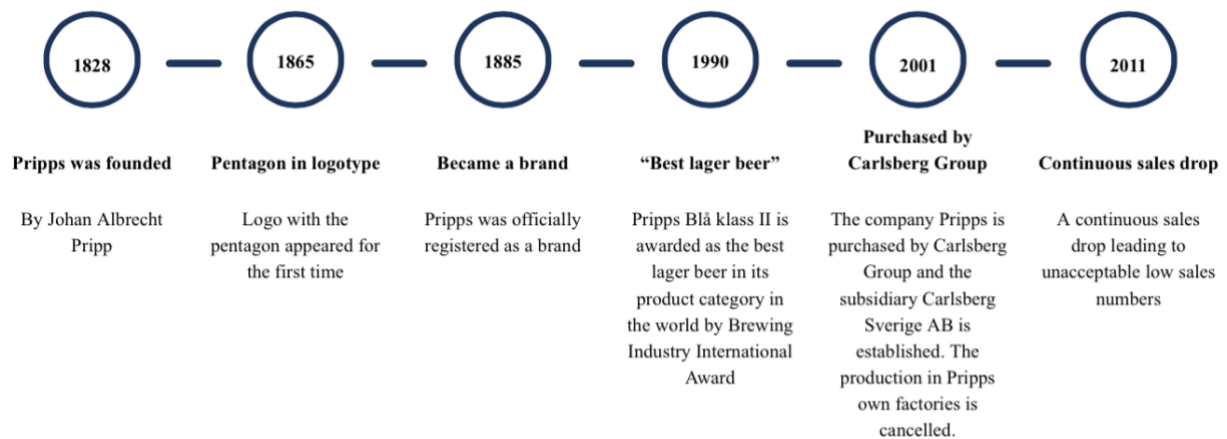 1828
1865
1885
1990
2001
2011
Pripps was founded
By Johan Albrecht
Pripp
Pentagon in logotype
Logo with the
pentagon appeared for
the first time
Became a brand
Pripps was officially
registered as a brand
“Best lager beer”
Pripps Blå klass II is
awarded as the best
lager beer in its
product category in
the world by Brewing
Industry International
Award
Purchased by
Carlsberg Group
The company Pripps is
purchased by Carlsberg
Group and the
subsidiary Carlsberg
Sverige AB is
established. The
production in Pripps
own factories is
cancelled.
Continuous sales drop
A continuous sales
drop leading to
unacceptable low sales
numbers